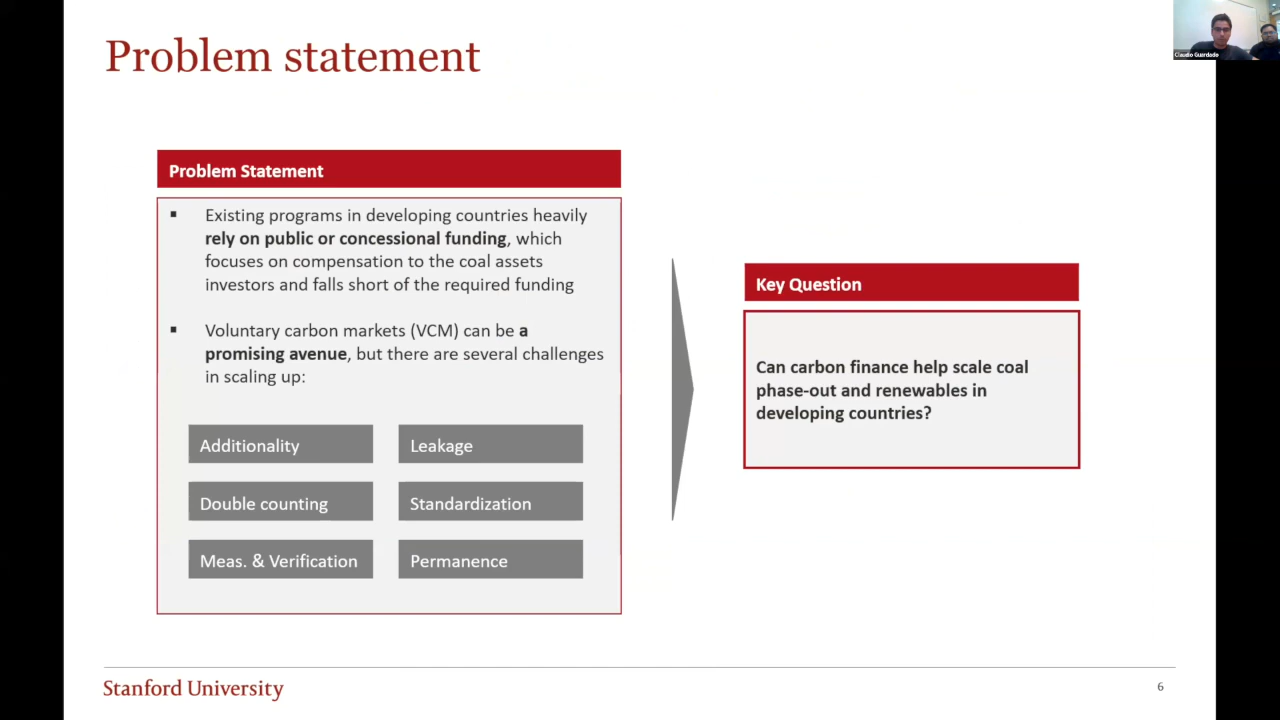 Problem statement
Claudio Guardado
Problem Statement
▪ Existing programs in developing countries heavily
rely on public or concessional funding, which
focuses on compensation to the coal assets
investors and falls short of the required funding
▪ Voluntary carbon markets (VCM) can be a
promising avenue, but there are several challenges
in scaling up:
Additionality
Leakage
Double counting
Standardization
Meas. & Verification
Permanence
Key Question
Can carbon finance help scale coal
phase-out and renewables in
developing countries?
Stanford University
6